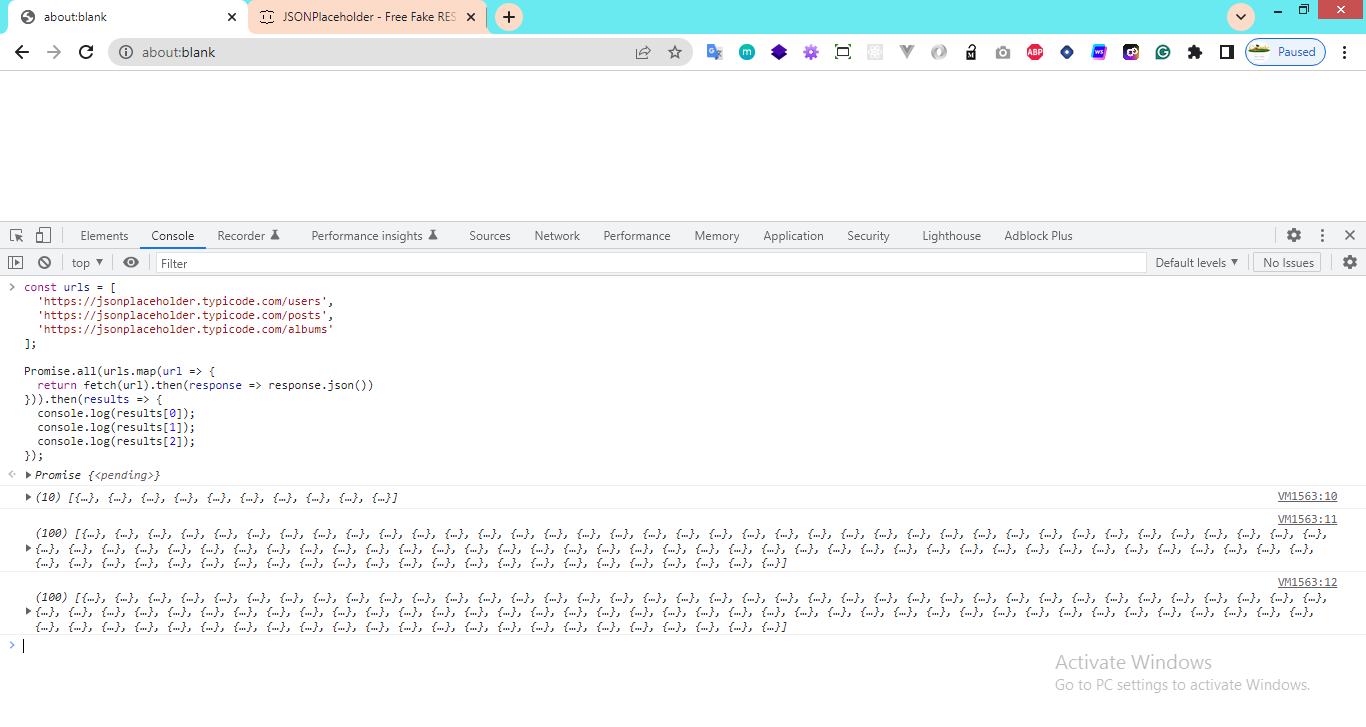 about:blank
JSONPlaceholder - Free Fake RES
about:blank
Paused
Elements Console Recorder Performance insights Sources Network Performance Memory Application Security Lighthouse Adblock Plus
top Filter Default levels No Issues
const urls = [
'https://jsonplaceholder.typicode.com/users',
'https://jsonplaceholder.typicode.com/posts',
'https://jsonplaceholder.typicode.com/albums'
];
Promise.all(urls.map(url => {
return fetch(url).then(response => response.json())
})).then(results => {
console.log(results[0]);
console.log(results[1]);
console.log(results[2]);
});
Promise {<pending>}
(10) [{…}, {…}, {…}, {…}, {…}, {…}, {…}, {…}, {…}, {…}] VM1563:10
VM1563:11
(100) [{…}, {…}, {…}, {…}, {…}, {…}, {…}, {…}, {…}, {…}, {…}, {…}, {…}, {…}, {…}, {…}, {…}, {…}, {…}, {…}, {…}, {…}, {…}, {…}, {…}, {…}, {…}, {…}, {…}, {…}, {…}, {…}, {…}, {…}, {…}, {…}, {…}, {…},
{…}, {…}, {…}, {…}, {…}, {…}, {…}, {…}, {…}, {…}, {…}, {…}, {…}, {…}, {…}, {…}, {…}, {…}, {…}, {…}, {…}, {…}, {…}, {…}, {…}, {…}, {…}, {…}, {…}, {…}, {…}, {…}, {…}, {…}, {…}, {…}, {…}, {…}, {…},
{…}, {…}, {…}, {…}, {…}, {…}, {…}, {…}, {…}, {…}, {…}, {…}, {…}, {…}, {…}, {…}, {…}, {…}, {…}, {…}, {…}, {…}, {…}]
VM1563:12
(100) [{…}, {…}, {…}, {…}, {…}, {…}, {…}, {…}, {…}, {…}, {…}, {…}, {…}, {…}, {…}, {…}, {…}, {…}, {…}, {…}, {…}, {…}, {…}, {…}, {…}, {…}, {…}, {…}, {…}, {…}, {…}, {…}, {…}, {…}, {…}, {…}, {…}, {…},
{…}, {…}, {…}, {…}, {…}, {…}, {…}, {…}, {…}, {…}, {…}, {…}, {…}, {…}, {…}, {…}, {…}, {…}, {…}, {…}, {…}, {…}, {…}, {…}, {…}, {…}, {…}, {…}, {…}, {…}, {…}, {…}, {…}, {…}, {…}, {…}, {…}, {…}, {…},
{…}, {…}, {…}, {…}, {…}, {…}, {…}, {…}, {…}, {…}, {…}, {…}, {…}, {…}, {…}, {…}, {…}, {…}, {…}, {…}, {…}, {…}, {…}]
Activate Windows
Go to PC settings to activate Windows.